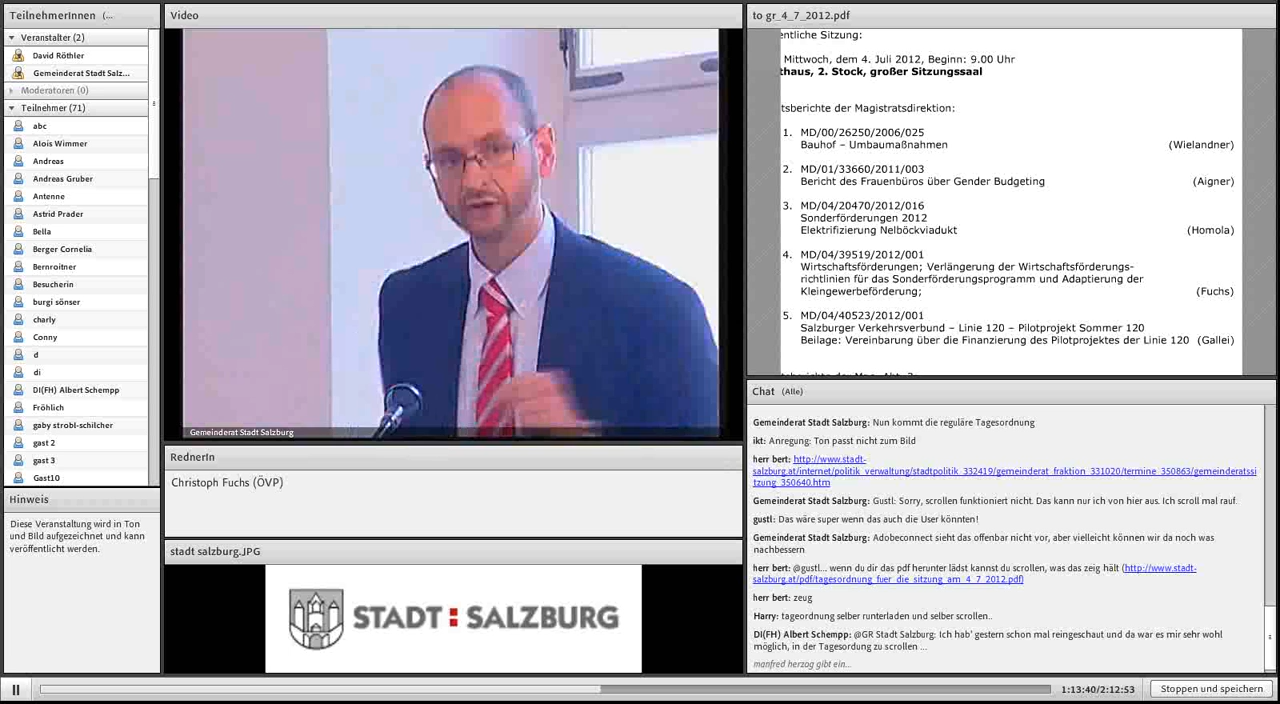 TeilnehmerInnen (...
Veranstalter (2)
David Röthler
Gemeinderat Stadt Salz...
Moderatoren (0)
Teilnehmer (71)
abc
Alois Wimmer
Andreas
Andreas Gruber
Antenne
Astrid Prader
Bella
Berger Cornelia
Bernroitner
Besucherin
burgi sönser
charly
Conny
d
di
DI(FH) Albert Schempp
Fröhlich
gaby strobl-schilcher
gast 2
gast 3
Gast10
Hinweis
Diese Veranstaltung wird in Ton
und Bild aufgezeichnet und kann
veröffentlicht werden.
Video
Gemeinderat Stadt Salzburg
RednerIn
Christoph Fuchs (ÖVP)
stadt salzburg.JPG
STADT : SALZBURG
to gr_4_7_2012.pdf
entliche Sitzung:
Mittwoch, dem 4. Juli 2012, Beginn: 9.00 Uhr
thaus, 2. Stock, großer Sitzungssaal
tsberichte der Magistratsdirektion:
1. MD/00/26250/2006/025
Bauhof – Umbaumaßnahmen (Wielandner)
2. MD/01/33660/2011/003
Bericht des Frauenbüros über Gender Budgeting (Aigner)
3. MD/04/20470/2012/016
Sonderförderungen 2012
Elektrifizierung Nelböckviadukt (Homola)
4. MD/04/39519/2012/001
Wirtschaftsförderungen; Verlängerung der Wirtschaftsförderungs-
richtlinien für das Sonderförderungsprogramm und Adaptierung der
Kleingewerbeförderung; (Fuchs)
5. MD/04/40523/2012/001
Salzburger Verkehrsverbund – Linie 120 – Pilotprojekt Sommer 120
Beilage: Vereinbarung über die Finanzierung des Pilotprojektes der Linie 120 (Gallei)
Chat (Alle)
Gemeinderat Stadt Salzburg: Nun kommt die reguläre Tagesordnung
ikt: Anregung: Ton passt nicht zum Bild
herr bert: http://www.stadt-
salzburg.at/internet/politik_verwaltung/stadtpolitik_332419/gemeinderat_fraktion_331020/termine_350863/gemeinderatssi
tzung_350640.htm
Gemeinderat Stadt Salzburg: Gustl: Sorry, scrollen funktioniert nicht. Das kann nur ich von hier aus. Ich scroll mal rauf.
gustl: Das wäre super wenn das auch die User könnten!
Gemeinderat Stadt Salzburg: Adobeconnect sieht das offenbar nicht vor, aber vielleicht können wir da noch was
nachbessern
herr bert: @gustl... wenn du dir das pdf herunter lädst kannst du scrollen, was das zeig hält (http://www.stadt-
salzburg.at/pdf/tagesordnung_fuer_die_sitzung_am_4_7_2012.pdf)
herr bert: zeug
Harry: tageordnung selber runterladen und selber scrollen..
DI(FH) Albert Schempp: @GR Stadt Salzburg: Ich hab' gestern schon mal reingeschaut und da war es mir sehr wohl
möglich, in der Tagesordung zu scrollen ...
manfred herzog gibt ein...
1:13:40/2:12:53
Stoppen und speichern